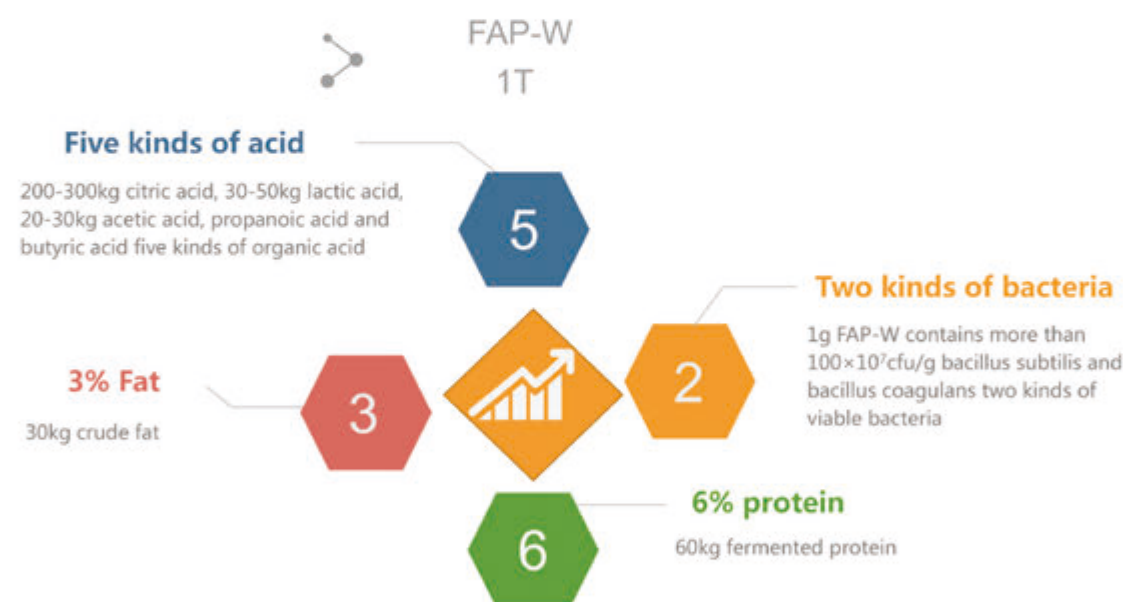 FAP-W
1T
Five kinds of acid
200-300kg citric acid, 30-50kg lactic acid,
20-30kg acetic acid, propanoic acid and
butyric acid five kinds of organic acid
5
Two kinds of bacteria
1g FAP-W contains more than
100×10⁷cfu/g bacillus subtilis and
bacillus coagulans two kinds of
viable bacteria
2
3% Fat
30kg crude fat
3
6% protein
60kg fermented protein
6